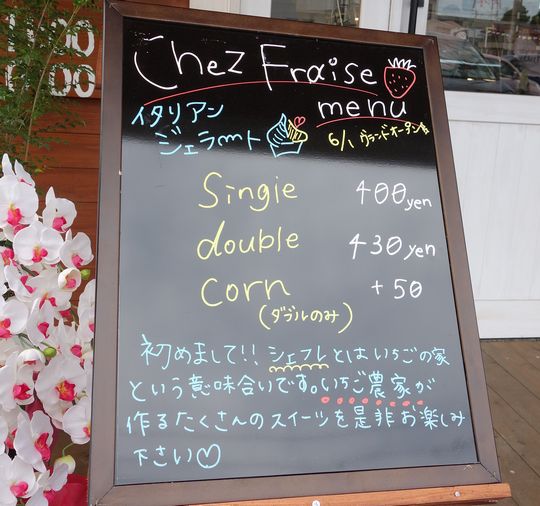 Chez Fraise
menu
イタリアン
ジェラート
6/1 グランドオープン
Singie 400yen
double 430yen
corn +50
(ダブルのみ)
初めまして!! シェフレとはいちごの家
という意味合いです。いちご農家が
作るたくさんのスイーツを是非お楽しみ
下さい♡